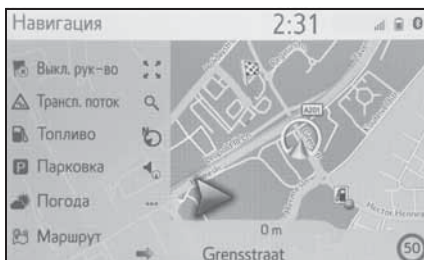 Навигация 2:31
Выкл. рук-во
Трансп. поток
Топливо
P Парковка
Погода ...
Маршрут
A201
0 m
Grensstraat
50